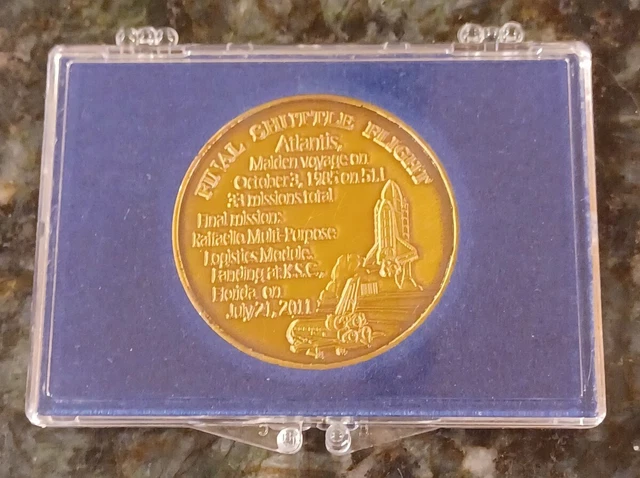 FINAL SHUTTLE FLIGHT
Atlantis,
Maiden voyage on
October 3, 1985 on 51.J
33 missions total
Final mission:
Raffaello Multi-Purpose
Logistics Module.
Landing at K.S.C.,
Florida on
July 21, 2011